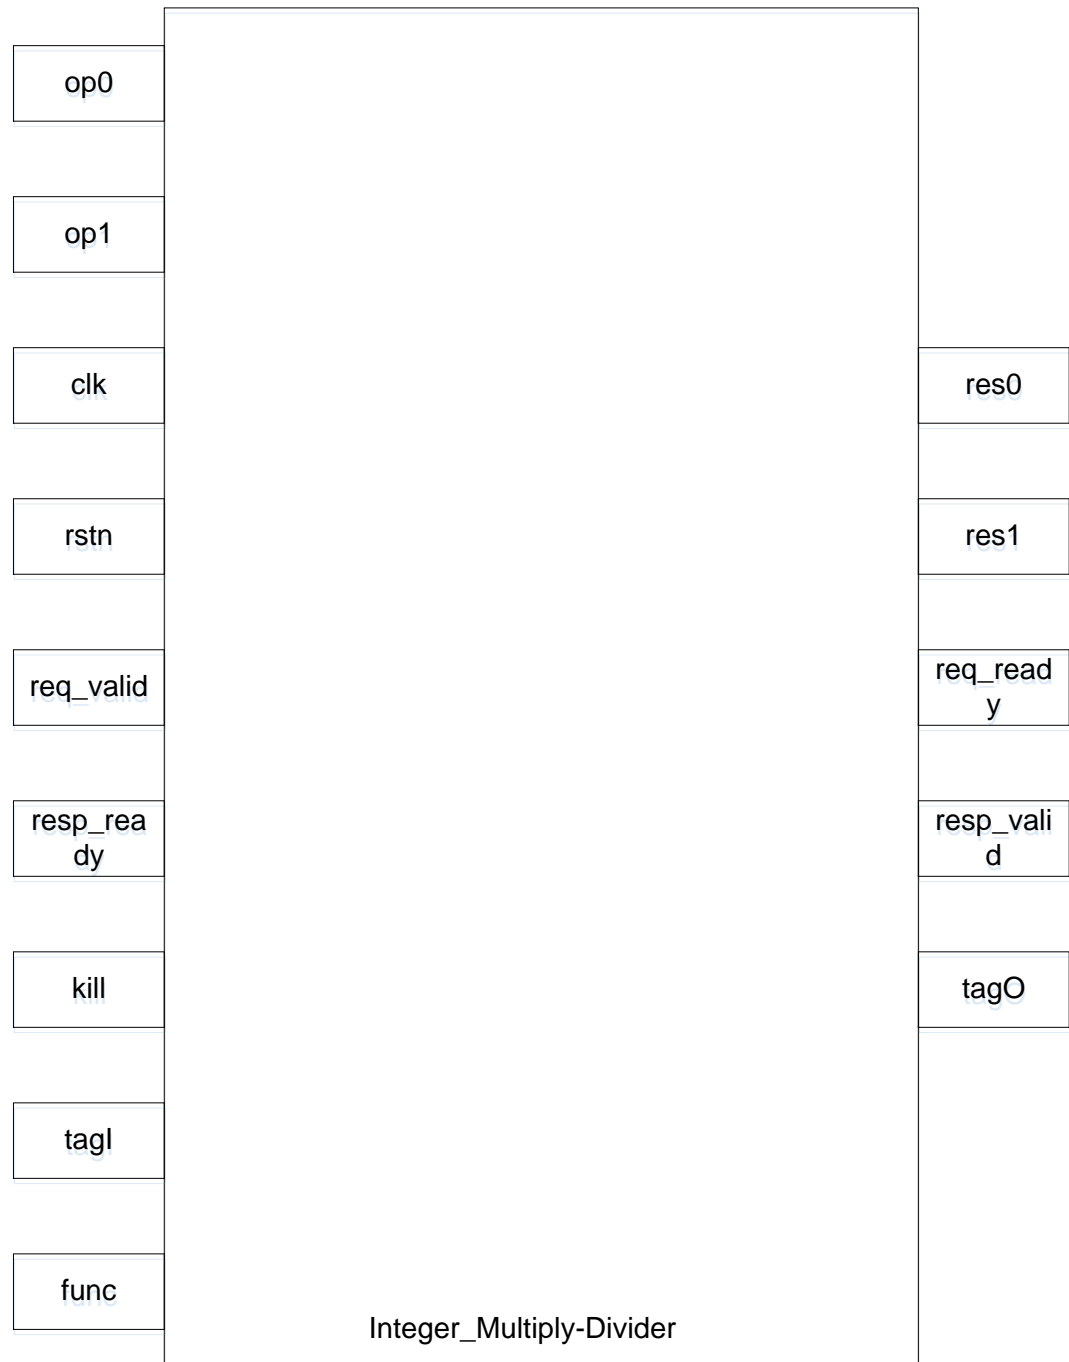 op0
op1
clk
res0
rstn
res1
req_valid
req_read
y
resp_rea
dy
resp_vali
d
kill
tagO
tagI
func
Integer_Multiply-Divider